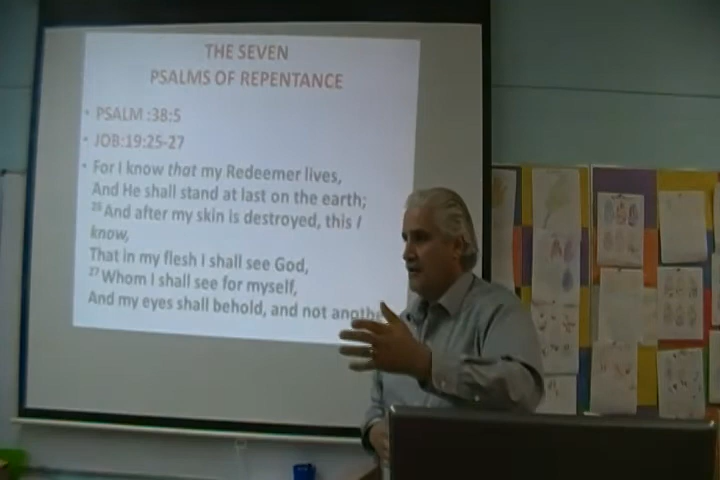 THE SEVEN
PSALMS OF REPENTANCE
• PSALM :38:5
• JOB:19:25-27
• For I know that my Redeemer lives,
And He shall stand at last on the earth;
26And after my skin is destroyed, this I
know,
That in my flesh I shall see God,
27 Whom I shall see for myself,
And my eyes shall behold, and not